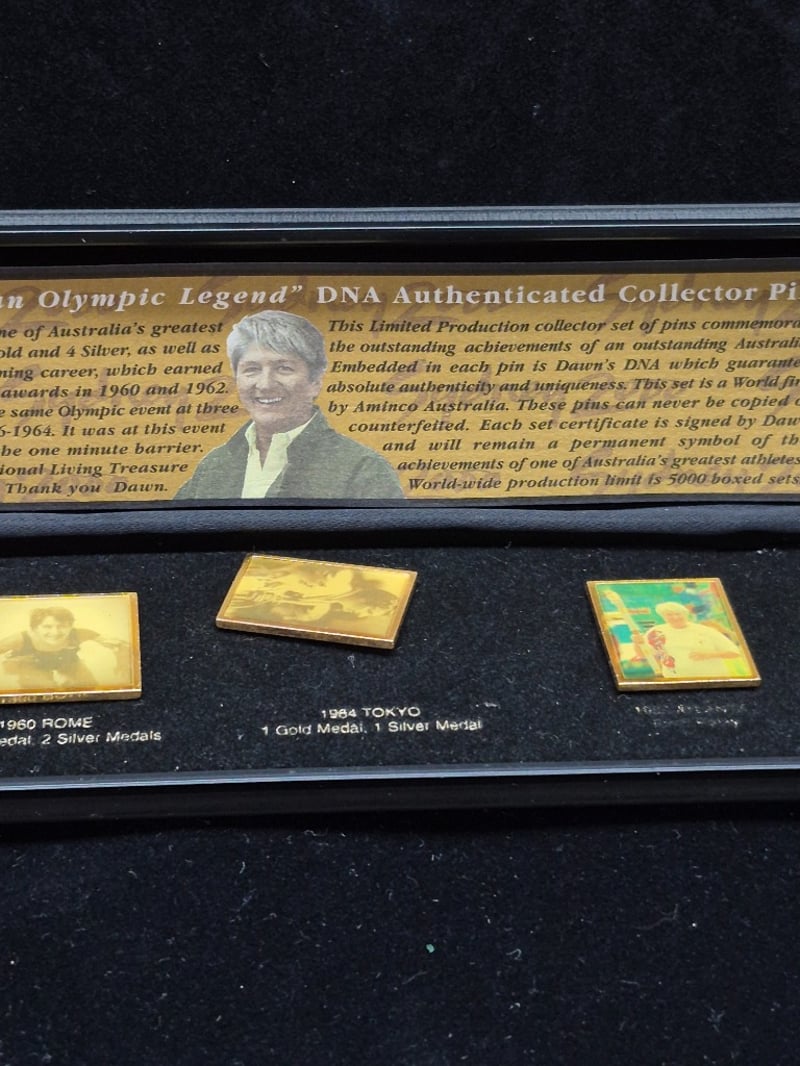 an Olympic Legend" DNA Authenticated Collector Pi
ne of Australia's greatest
old and 4 Silver, as well as
ning career, which earned
awards in 1960 and 1962.
e same Olympic event at three
6-1964. It was at this event
he one minute barrier.
ional Living Treasure
Thank you Dawn.
This Limited Production collector set of pins commemora
the outstanding achievements of an outstanding Australi
Embedded in each pin is Dawn's DNA which guarante
absolute authenticity and uniqueness. This set is a World fir
by Aminco Australia. These pins can never be copied o
counterfeited. Each set certificate is signed by Daw
and will remain a permanent symbol of th
achievements of one of Australia's greatest athletes
World-wide production limit is 5000 boxed sets.
1960 ROME
edal, 2 Silver Medals
1964 TOKYO
1 Gold Medal, 1 Silver Medal